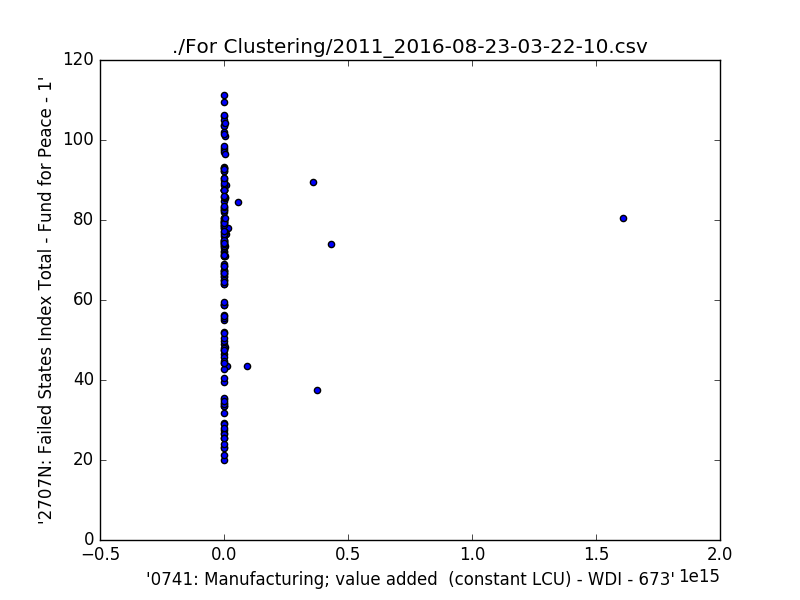 ./For Clustering/2011_2016-08-23-03-22-10.csv
120
100
80
60
40
20
0
'2707N: Failed States Index Total - Fund for Peace - 1'
−0.5 0.0 0.5 1.0 1.5 2.0
1e15
'0741: Manufacturing; value added  (constant LCU) - WDI - 673'